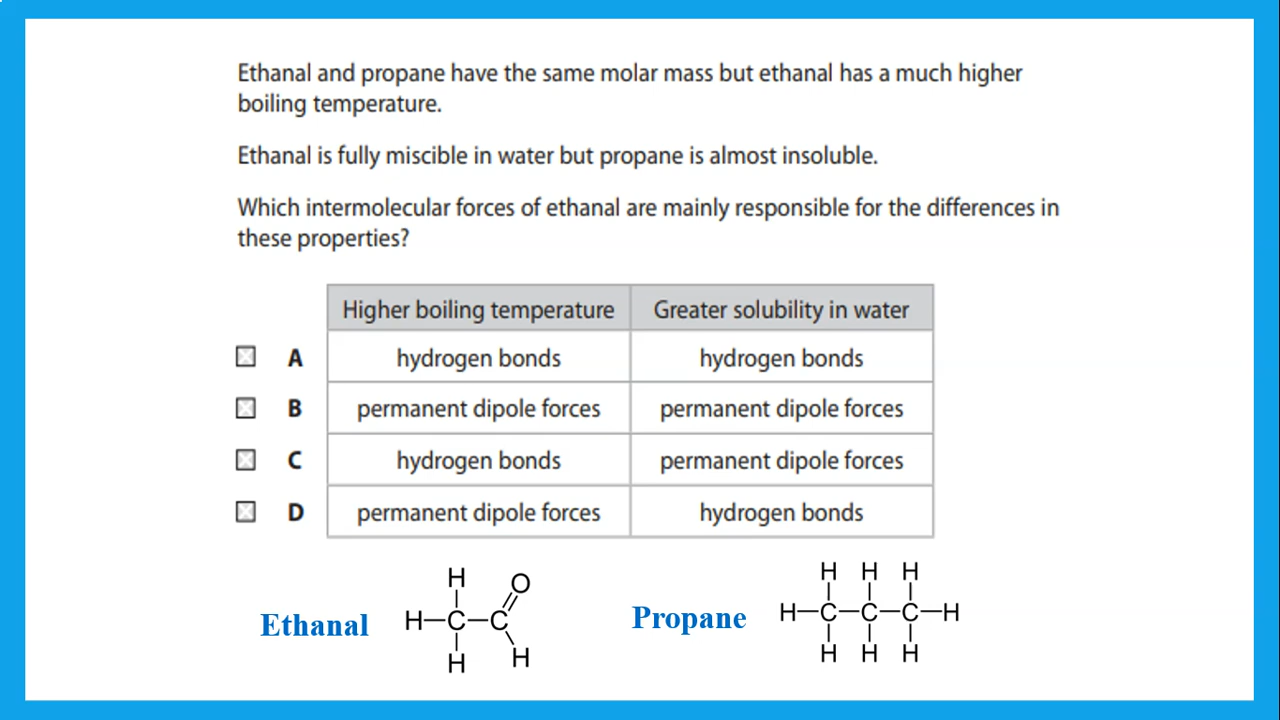 Ethanal and propane have the same molar mass but ethanal has a much higher
boiling temperature.
Ethanal is fully miscible in water but propane is almost insoluble.
Which intermolecular forces of ethanal are mainly responsible for the differences in
these properties?
Higher boiling temperature Greater solubility in water
A hydrogen bonds hydrogen bonds
B permanent dipole forces permanent dipole forces
C hydrogen bonds permanent dipole forces
D permanent dipole forces hydrogen bonds
H O H H H
Ethanal H–C–C Propane H–C–C–C–H
H H H H H